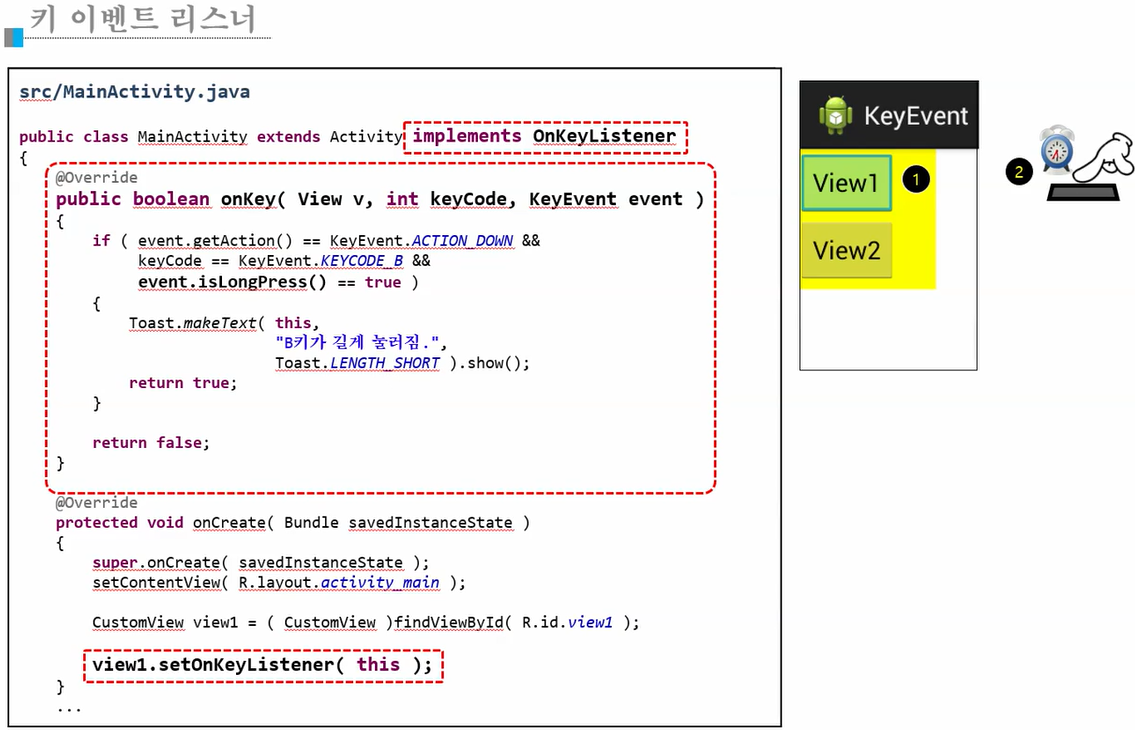 키 이벤트 리스너
src/MainActivity.java
public class MainActivity extends Activity implements OnKeyListener
{
@Override
public boolean onKey( View v, int keyCode, KeyEvent event )
{
if ( event.getAction() == KeyEvent.ACTION_DOWN &&
keyCode == KeyEvent.KEYCODE_B &&
event.isLongPress() == true )
{
Toast.makeText( this,
"B키가 길게 눌러짐.",
Toast.LENGTH_SHORT ).show();
return true;
}
return false;
}
@Override
protected void onCreate( Bundle savedInstanceState )
{
super.onCreate( savedInstanceState );
setContentView( R.layout.activity_main );
CustomView view1 = ( CustomView )findViewById( R.id.view1 );
view1.setOnKeyListener( this );
}
...
KeyEvent
View1 1
View2
2